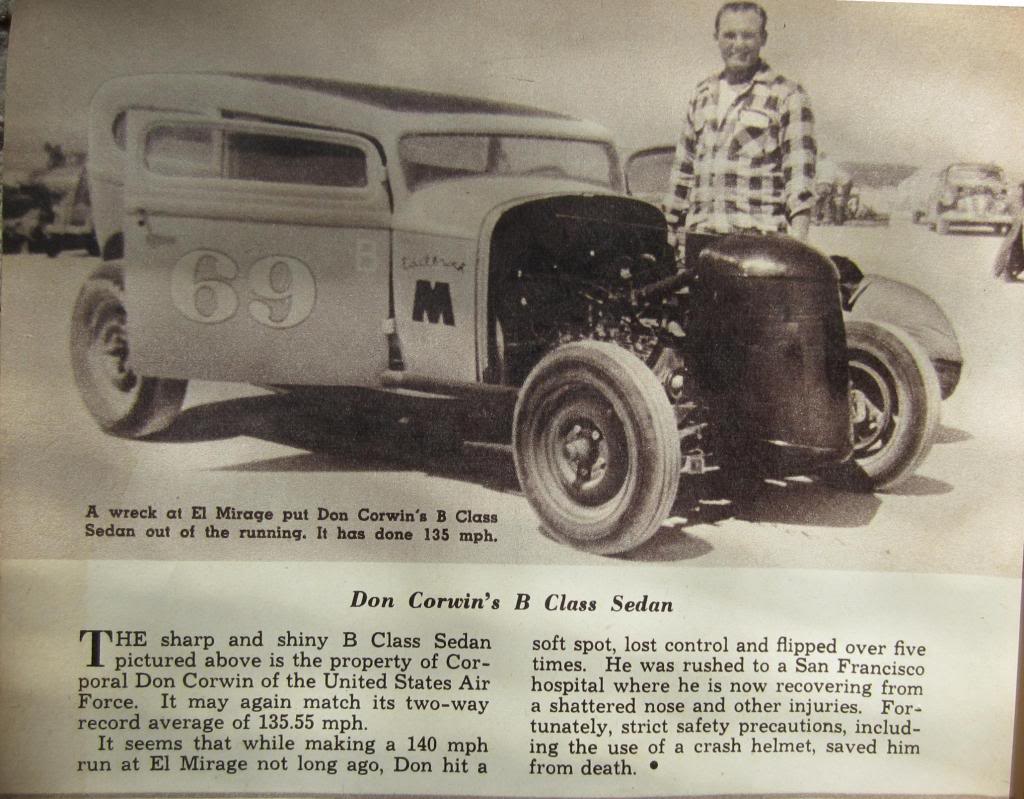 69
B
Edelbrock
M
A wreck at El Mirage put Don Corwin's B Class
Sedan out of the running. It has done 135 mph.
Don Corwin's B Class Sedan
THE sharp and shiny B Class Sedan
pictured above is the property of Cor-
poral Don Corwin of the United States Air
Force. It may again match its two-way
record average of 135.55 mph.
It seems that while making a 140 mph
run at El Mirage not long ago, Don hit a
soft spot, lost control and flipped over five
times. He was rushed to a San Francisco
hospital where he is now recovering from
a shattered nose and other injuries. For-
tunately, strict safety precautions, includ-
ing the use of a crash helmet, saved him
from death. •